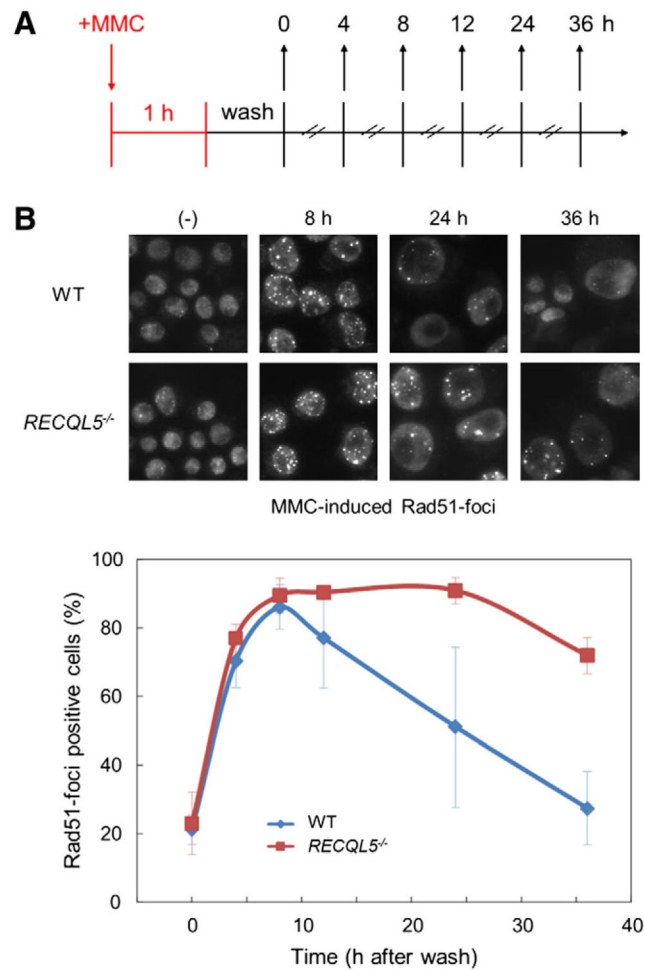 A
+MMC
0 4 8 12 24 36 h
1 h
wash
B
(-) 8 h 24 h 36 h
WT
RECQL5-/-
MMC-induced Rad51-foci
100
80
60
40
20
0
Rad51-foci positive cells (%)
WT
RECQL5-/-
0 10 20 30 40
Time (h after wash)